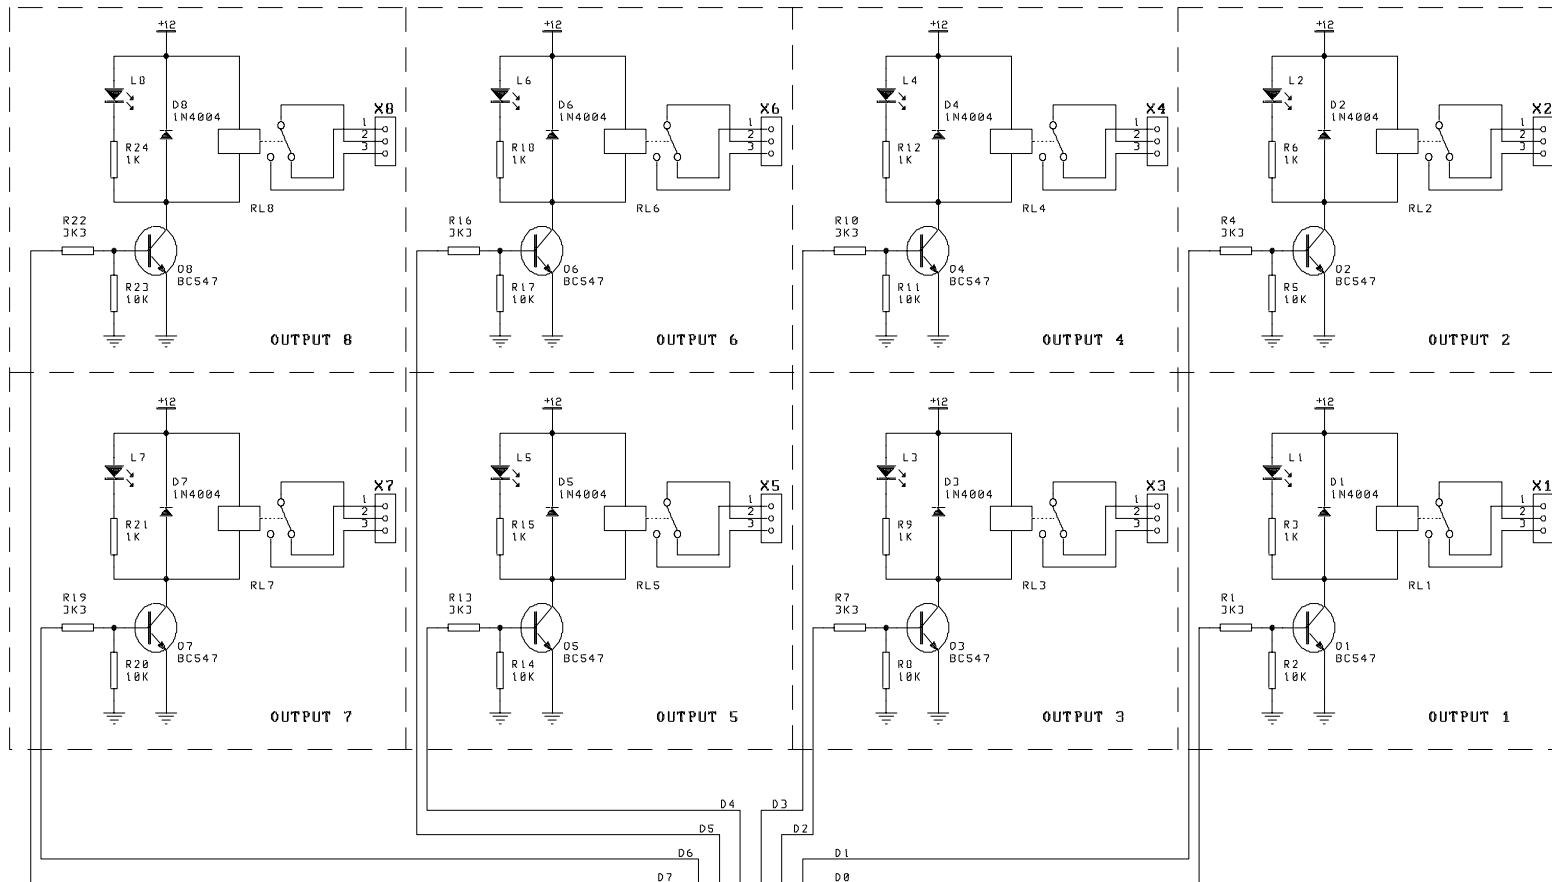 +12
L8
D8
1N4004
X8
1
2
3
R24
1K
RL8
R22
3K3
Q8
BC547
R23
10K
OUTPUT 8
+12
L6
D6
1N4004
X6
1
2
3
R18
1K
RL6
R16
3K3
Q6
BC547
R17
10K
OUTPUT 6
+12
L4
D4
1N4004
X4
1
2
3
R12
1K
RL4
R10
3K3
Q4
BC547
R11
10K
OUTPUT 4
+12
L2
D2
1N4004
X2
1
2
3
R6
1K
RL2
R4
3K3
Q2
BC547
R5
10K
OUTPUT 2
+12
L7
D7
1N4004
X7
1
2
3
R21
1K
RL7
R19
3K3
Q7
BC547
R20
10K
OUTPUT 7
+12
L5
D5
1N4004
X5
1
2
3
R15
1K
RL5
R13
3K3
Q5
BC547
R14
10K
OUTPUT 5
+12
L3
D3
1N4004
X3
1
2
3
R9
1K
RL3
R7
3K3
Q3
BC547
R8
10K
OUTPUT 3
+12
L1
D1
1N4004
X1
1
2
3
R3
1K
RL1
R1
3K3
Q1
BC547
R2
10K
OUTPUT 1
D4
D3
D5
D2
D6
D1
D7
D0